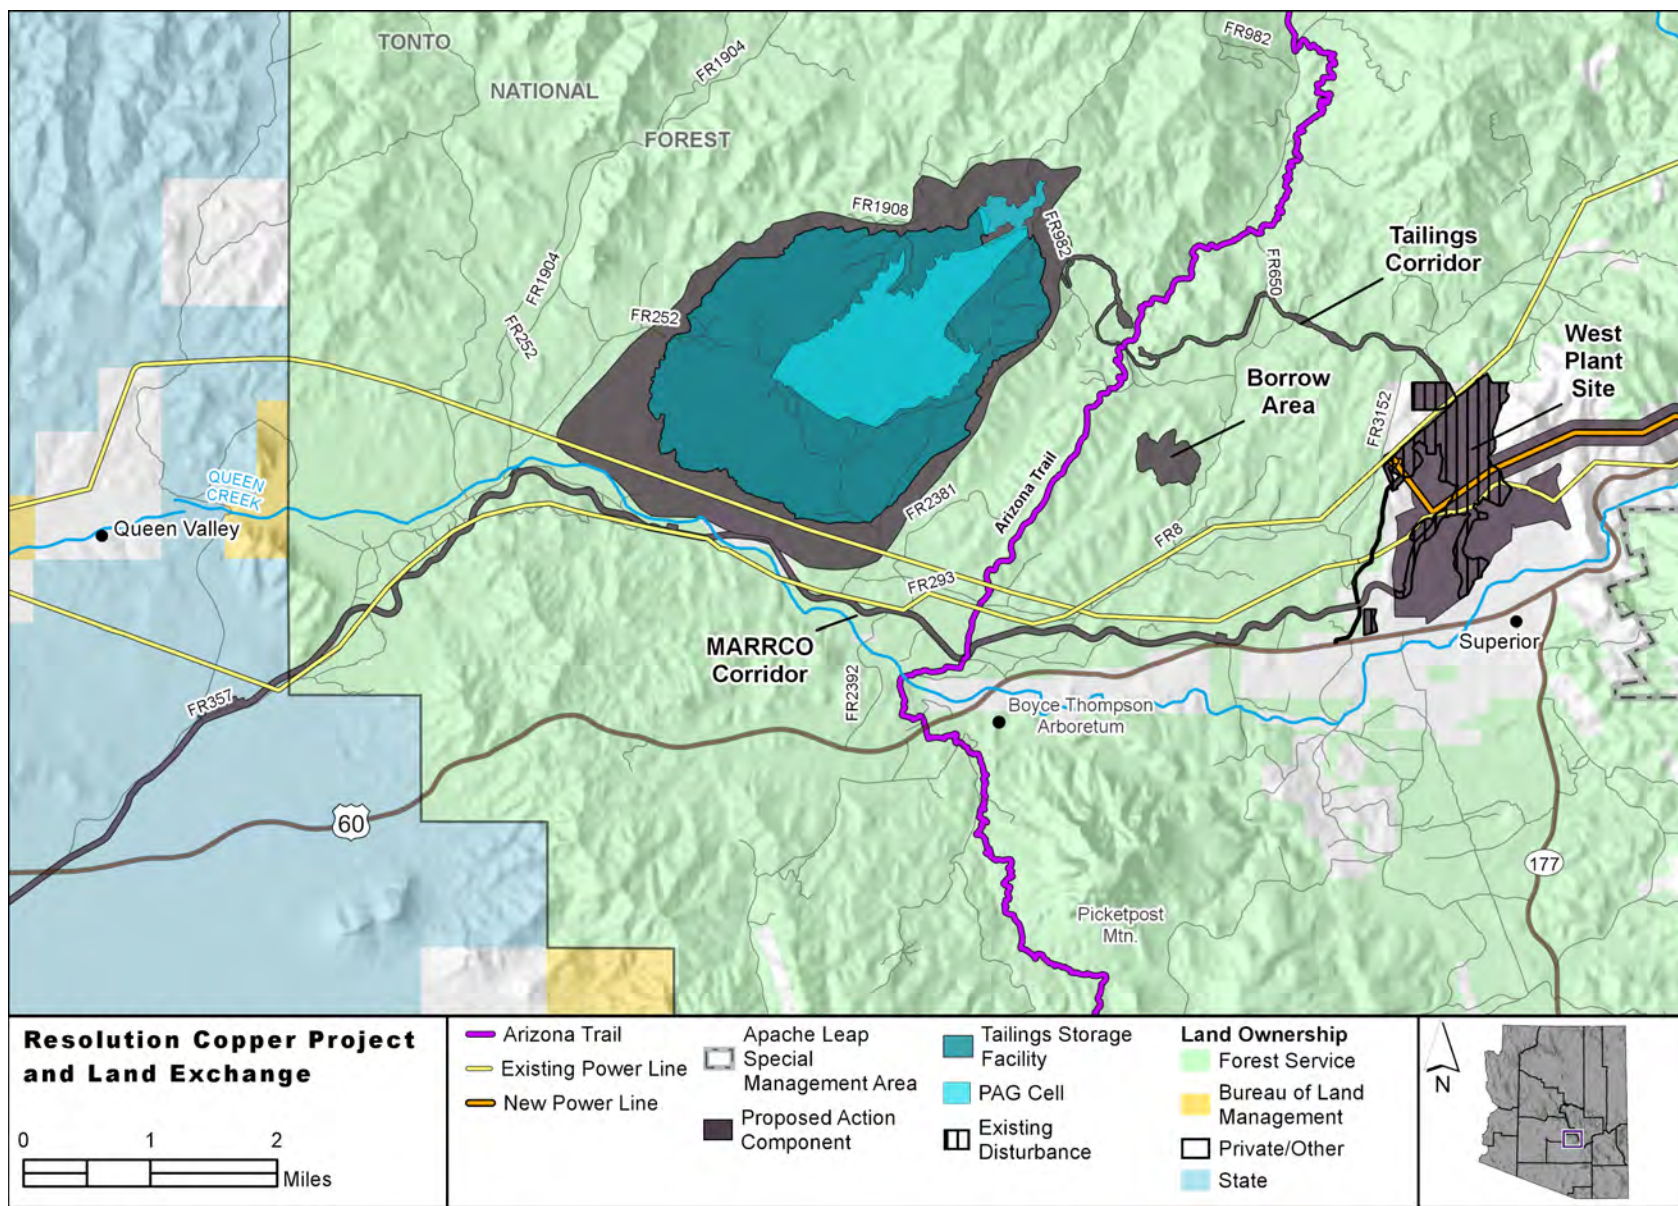 TONTO
NATIONAL
FOREST
FR1904
FR982
FR1908
FR982
FR1904
FR252
FR252
FR650
Tailings
Corridor
West
Plant
Site
Borrow
Area
FR3152
QUEEN
CREEK
Queen Valley
FR2381
Arizona Trail
FR8
FR293
MARRCO
Corridor
FR2392
FR357
Superior
Boyce Thompson
Arboretum
60
177
Picketpost
Mtn.
Resolution Copper Project
and Land Exchange
0 1 2
Miles
Arizona Trail
Existing Power Line
New Power Line
Apache Leap
Special
Management Area
Proposed Action
Component
Tailings Storage
Facility
PAG Cell
Existing
Disturbance
Land Ownership
Forest Service
Bureau of Land
Management
Private/Other
State
N